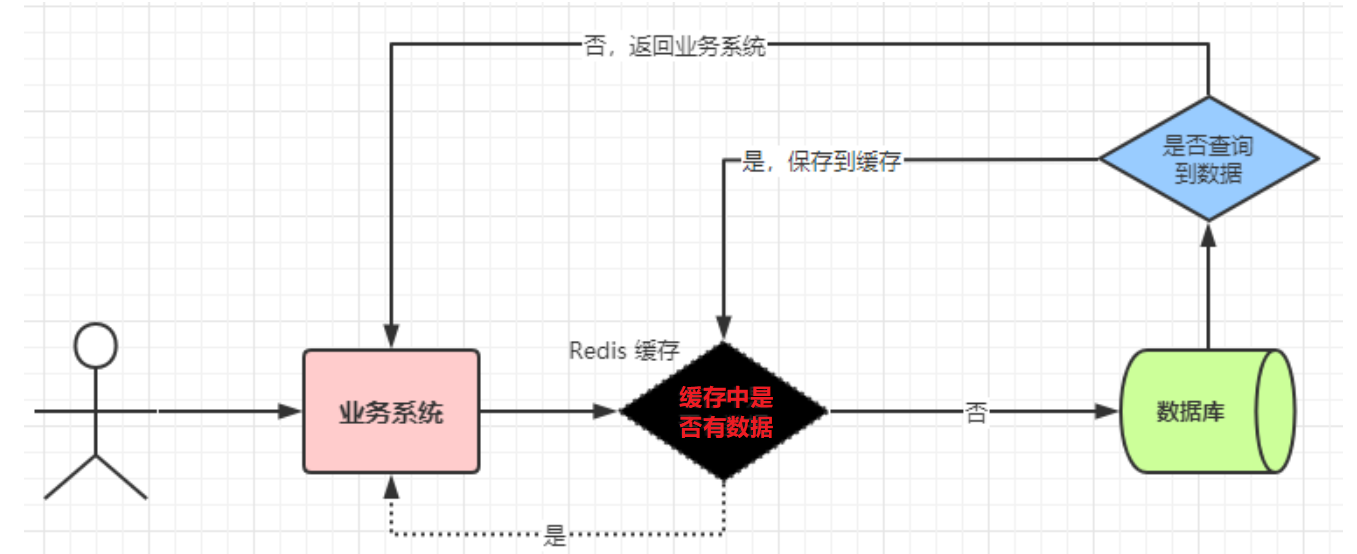 否，返回业务系统
是否查询
到数据
是，保存到缓存
Redis 缓存
缓存中是
否有数据
业务系统
否
数据库
是